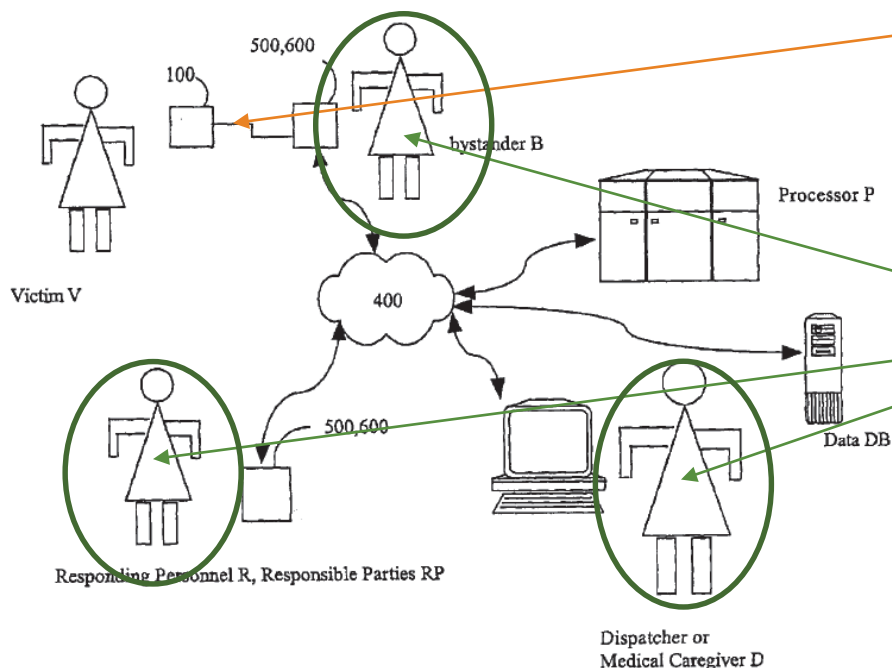 500,600
100
bystander B
Processor P
Victim V
400
500,600
Data DB
Responding Personnel R, Responsible Parties RP
Dispatcher or
Medical Caregiver D